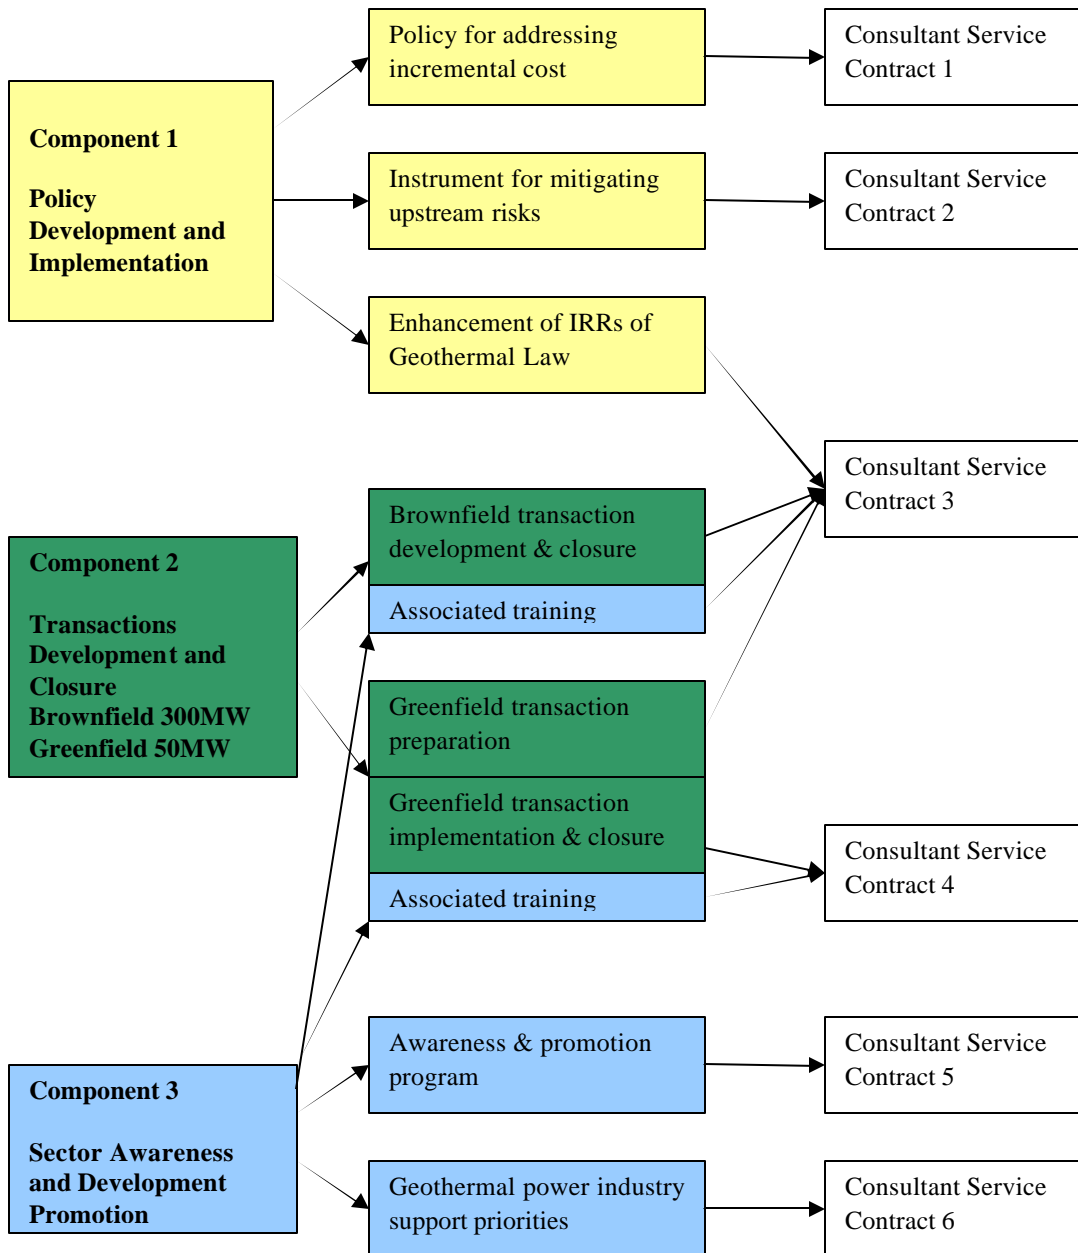 Component 1
Policy
Development and
Implementation
Policy for addressing
incremental cost
Consultant Service
Contract 1
Instrument for mitigating
upstream risks
Consultant Service
Contract 2
Enhancement of IRRs of
Geothermal Law
Consultant Service
Contract 3
Component 2
Transactions
Development and
Closure
Brownfield 300MW
Greenfield 50MW
Brownfield transaction
development & closure
Associated training
Greenfield transaction
preparation
Greenfield transaction
implementation & closure
Associated training
Consultant Service
Contract 4
Component 3
Sector Awareness
and Development
Promotion
Awareness & promotion
program
Consultant Service
Contract 5
Geothermal power industry
support priorities
Consultant Service
Contract 6